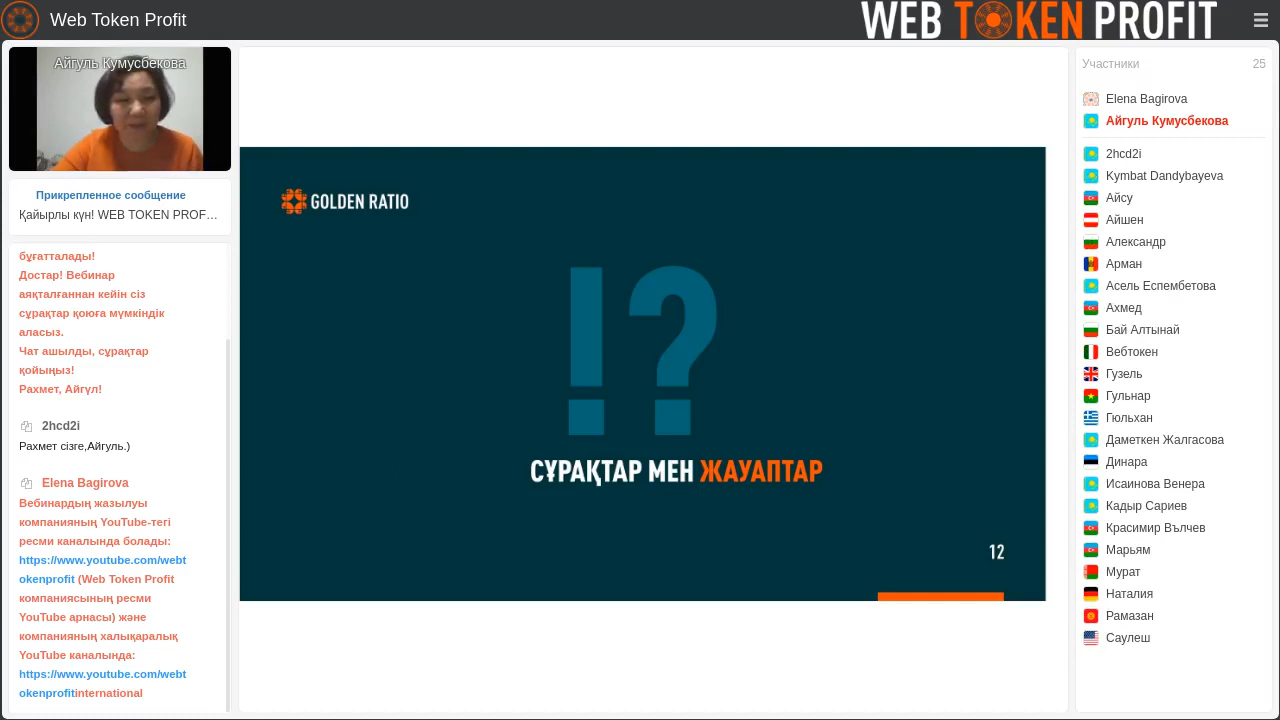 Web Token Profit
WEB TOKEN PROFIT
Айгуль Кумусбекова
Прикрепленное сообщение
Қайырлы күн! WEB TOKEN PROF…
бұғатталады!
Достар! Вебинар
аяқталғаннан кейін сіз
сұрақтар қоюға мүмкіндік
аласыз.
Чат ашылды, сұрақтар
қойыңыз!
Рахмет, Айгүл!
2hcd2i
Рахмет сізге,Айгуль.)
Elena Bagirova
Вебинардың жазылуы
компанияның YouTube-тегі
ресми каналында болады:
https://www.youtube.com/webt
okenprofit (Web Token Profit
компаниясының ресми
YouTube арнасы) және
компанияның халықаралық
YouTube каналында:
https://www.youtube.com/webt
okenprofitinternational
GOLDEN RATIO
!?
СҰРАҚТАР МЕН ЖАУАПТАР
12
Участники 25
Elena Bagirova
Айгуль Кумусбекова
2hcd2i
Kymbat Dandybayeva
Айсу
Айшен
Александр
Арман
Асель Еспембетова
Ахмед
Бай Алтынай
Вебтокен
Гузель
Гульнар
Гюльхан
Даметкен Жалгасова
Динара
Исаинова Венера
Кадыр Сариев
Красимир Вълчев
Марьям
Мурат
Наталия
Рамазан
Саулеш